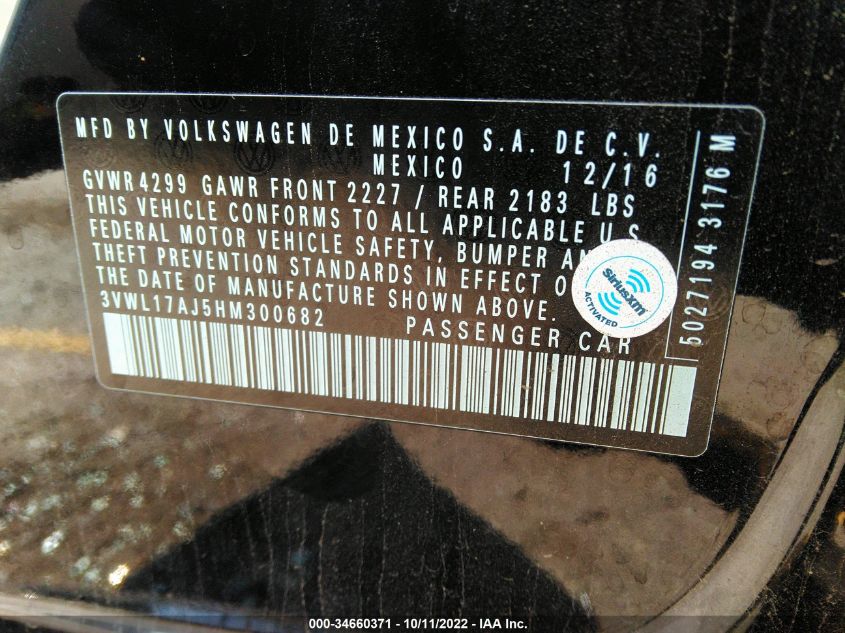 MFD BY VOLKSWAGEN DE MEXICO S.A. DE C.V.
MEXICO 12/16
GVWR 4299 GAWR FRONT 2227 / REAR 2183 LBS
THIS VEHICLE CONFORMS TO ALL APPLICABLE U.S.
FEDERAL MOTOR VEHICLE SAFETY, BUMPER AN
THEFT PREVENTION STANDARDS IN EFFECT O
THE DATE OF MANUFACTURE SHOWN ABOVE.
3VWL17AJ5HM300682 PASSENGER CAR
5027194 3176 M
siriusxm
ACTIVATED
000-34660371 - 10/11/2022 - IAA Inc.